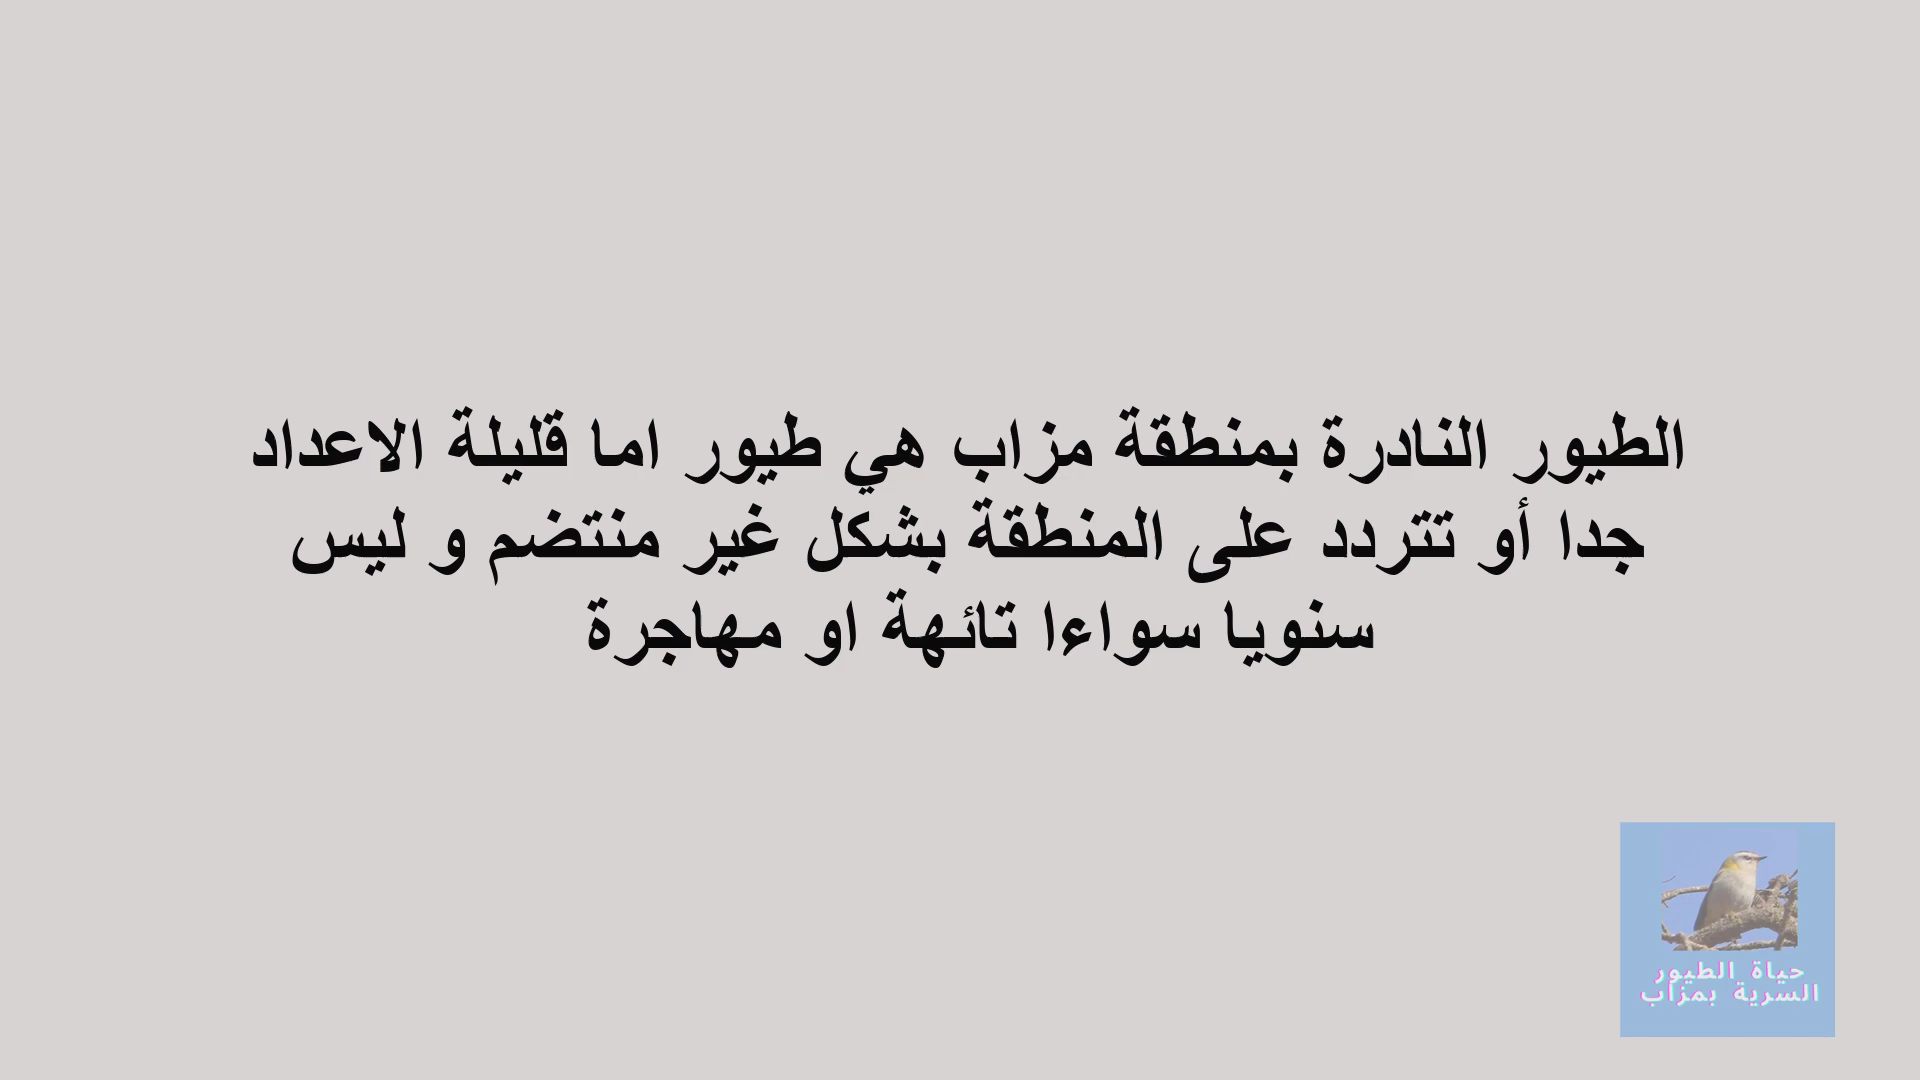 الطيور النادرة بمنطقة مزاب هي طيور اما قليلة الاعداد
جدا أو تتردد على المنطقة بشكل غير منتضم و ليس
سنويا سواءا تائهة او مهاجرة
حياة الطيور
السرية بمزاب